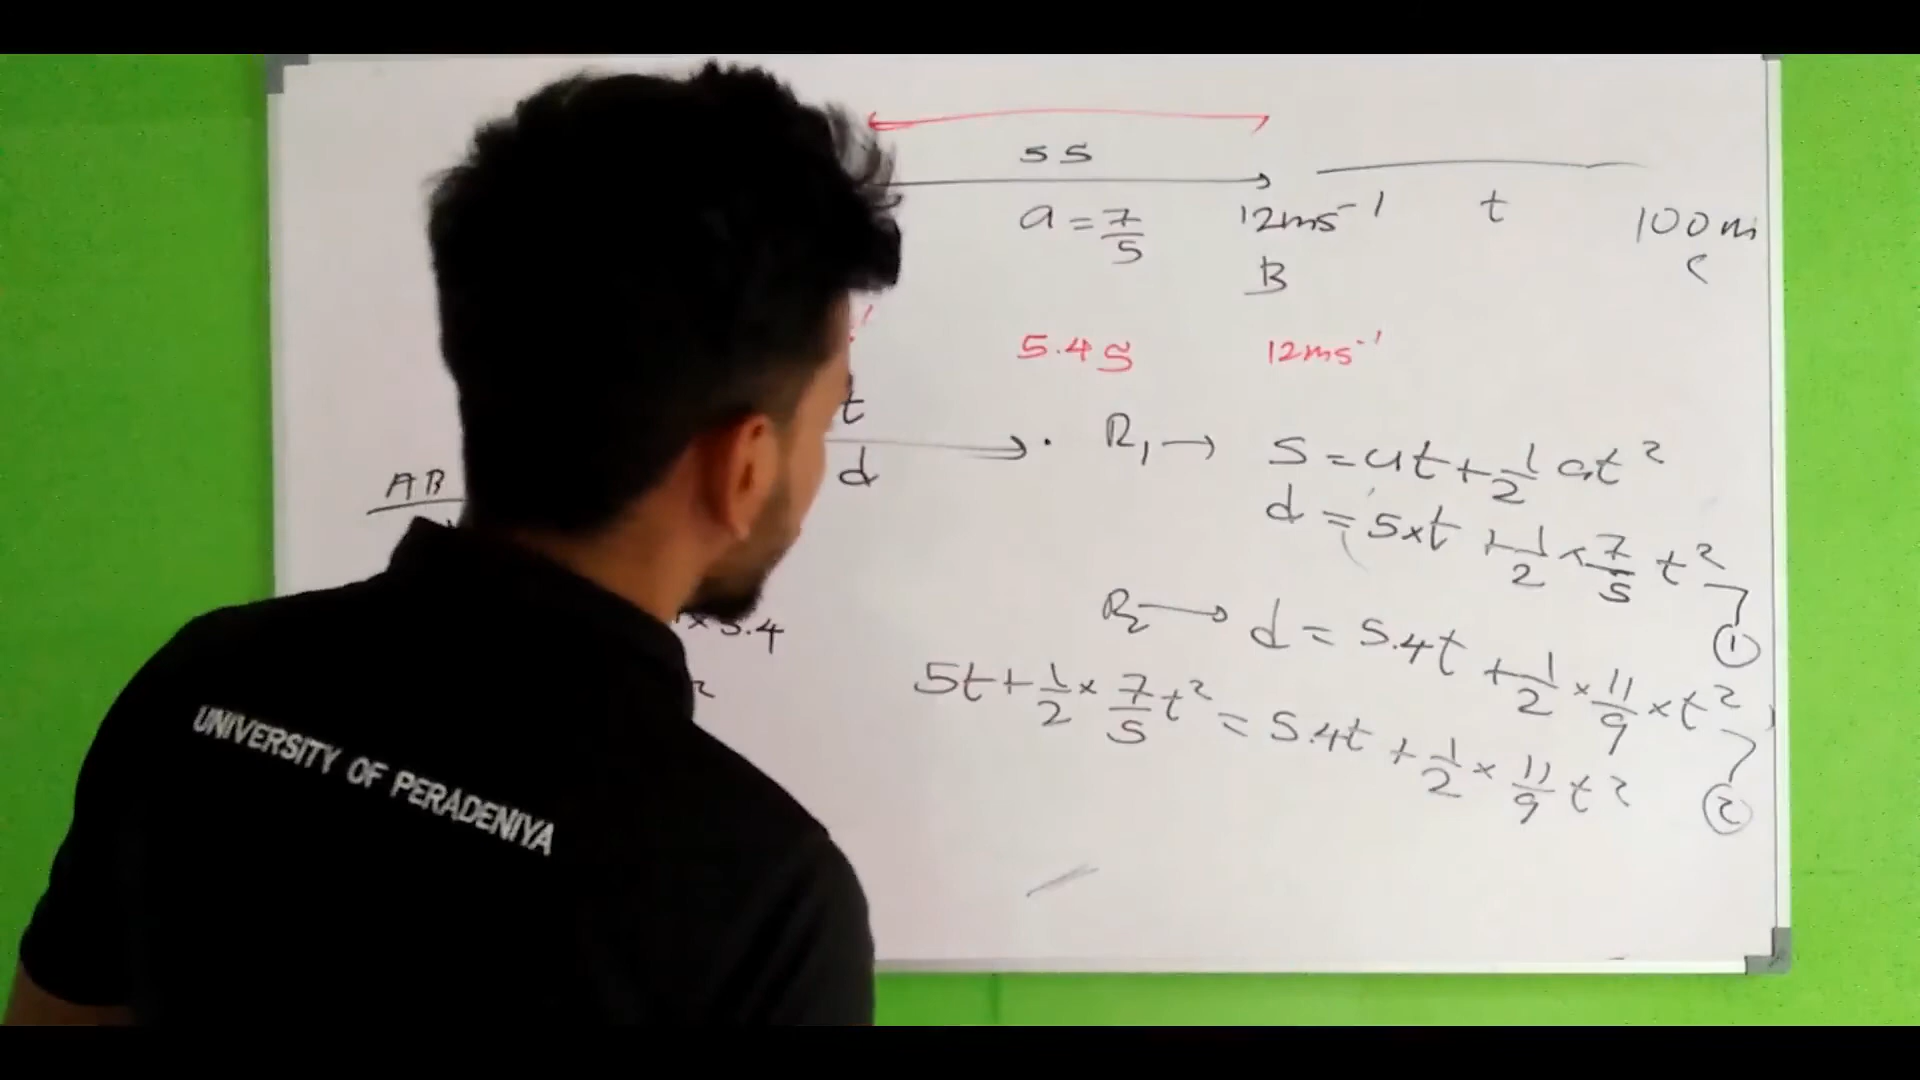 5 s
a = 7/5 12ms⁻¹ t 100m
B C
5.4 s 12ms⁻¹
t
d
R₁ → s = ut + 1/2 at²
AB
d = 5×t + 1/2 × 7/5 t² ①
R₂ → d = 5.4t + 1/2 × 11/9 × t² ②
×5.4
5t + 1/2 × 7/5 t² = 5.4t + 1/2 × 11/9 t²
UNIVERSITY OF PERADENIYA